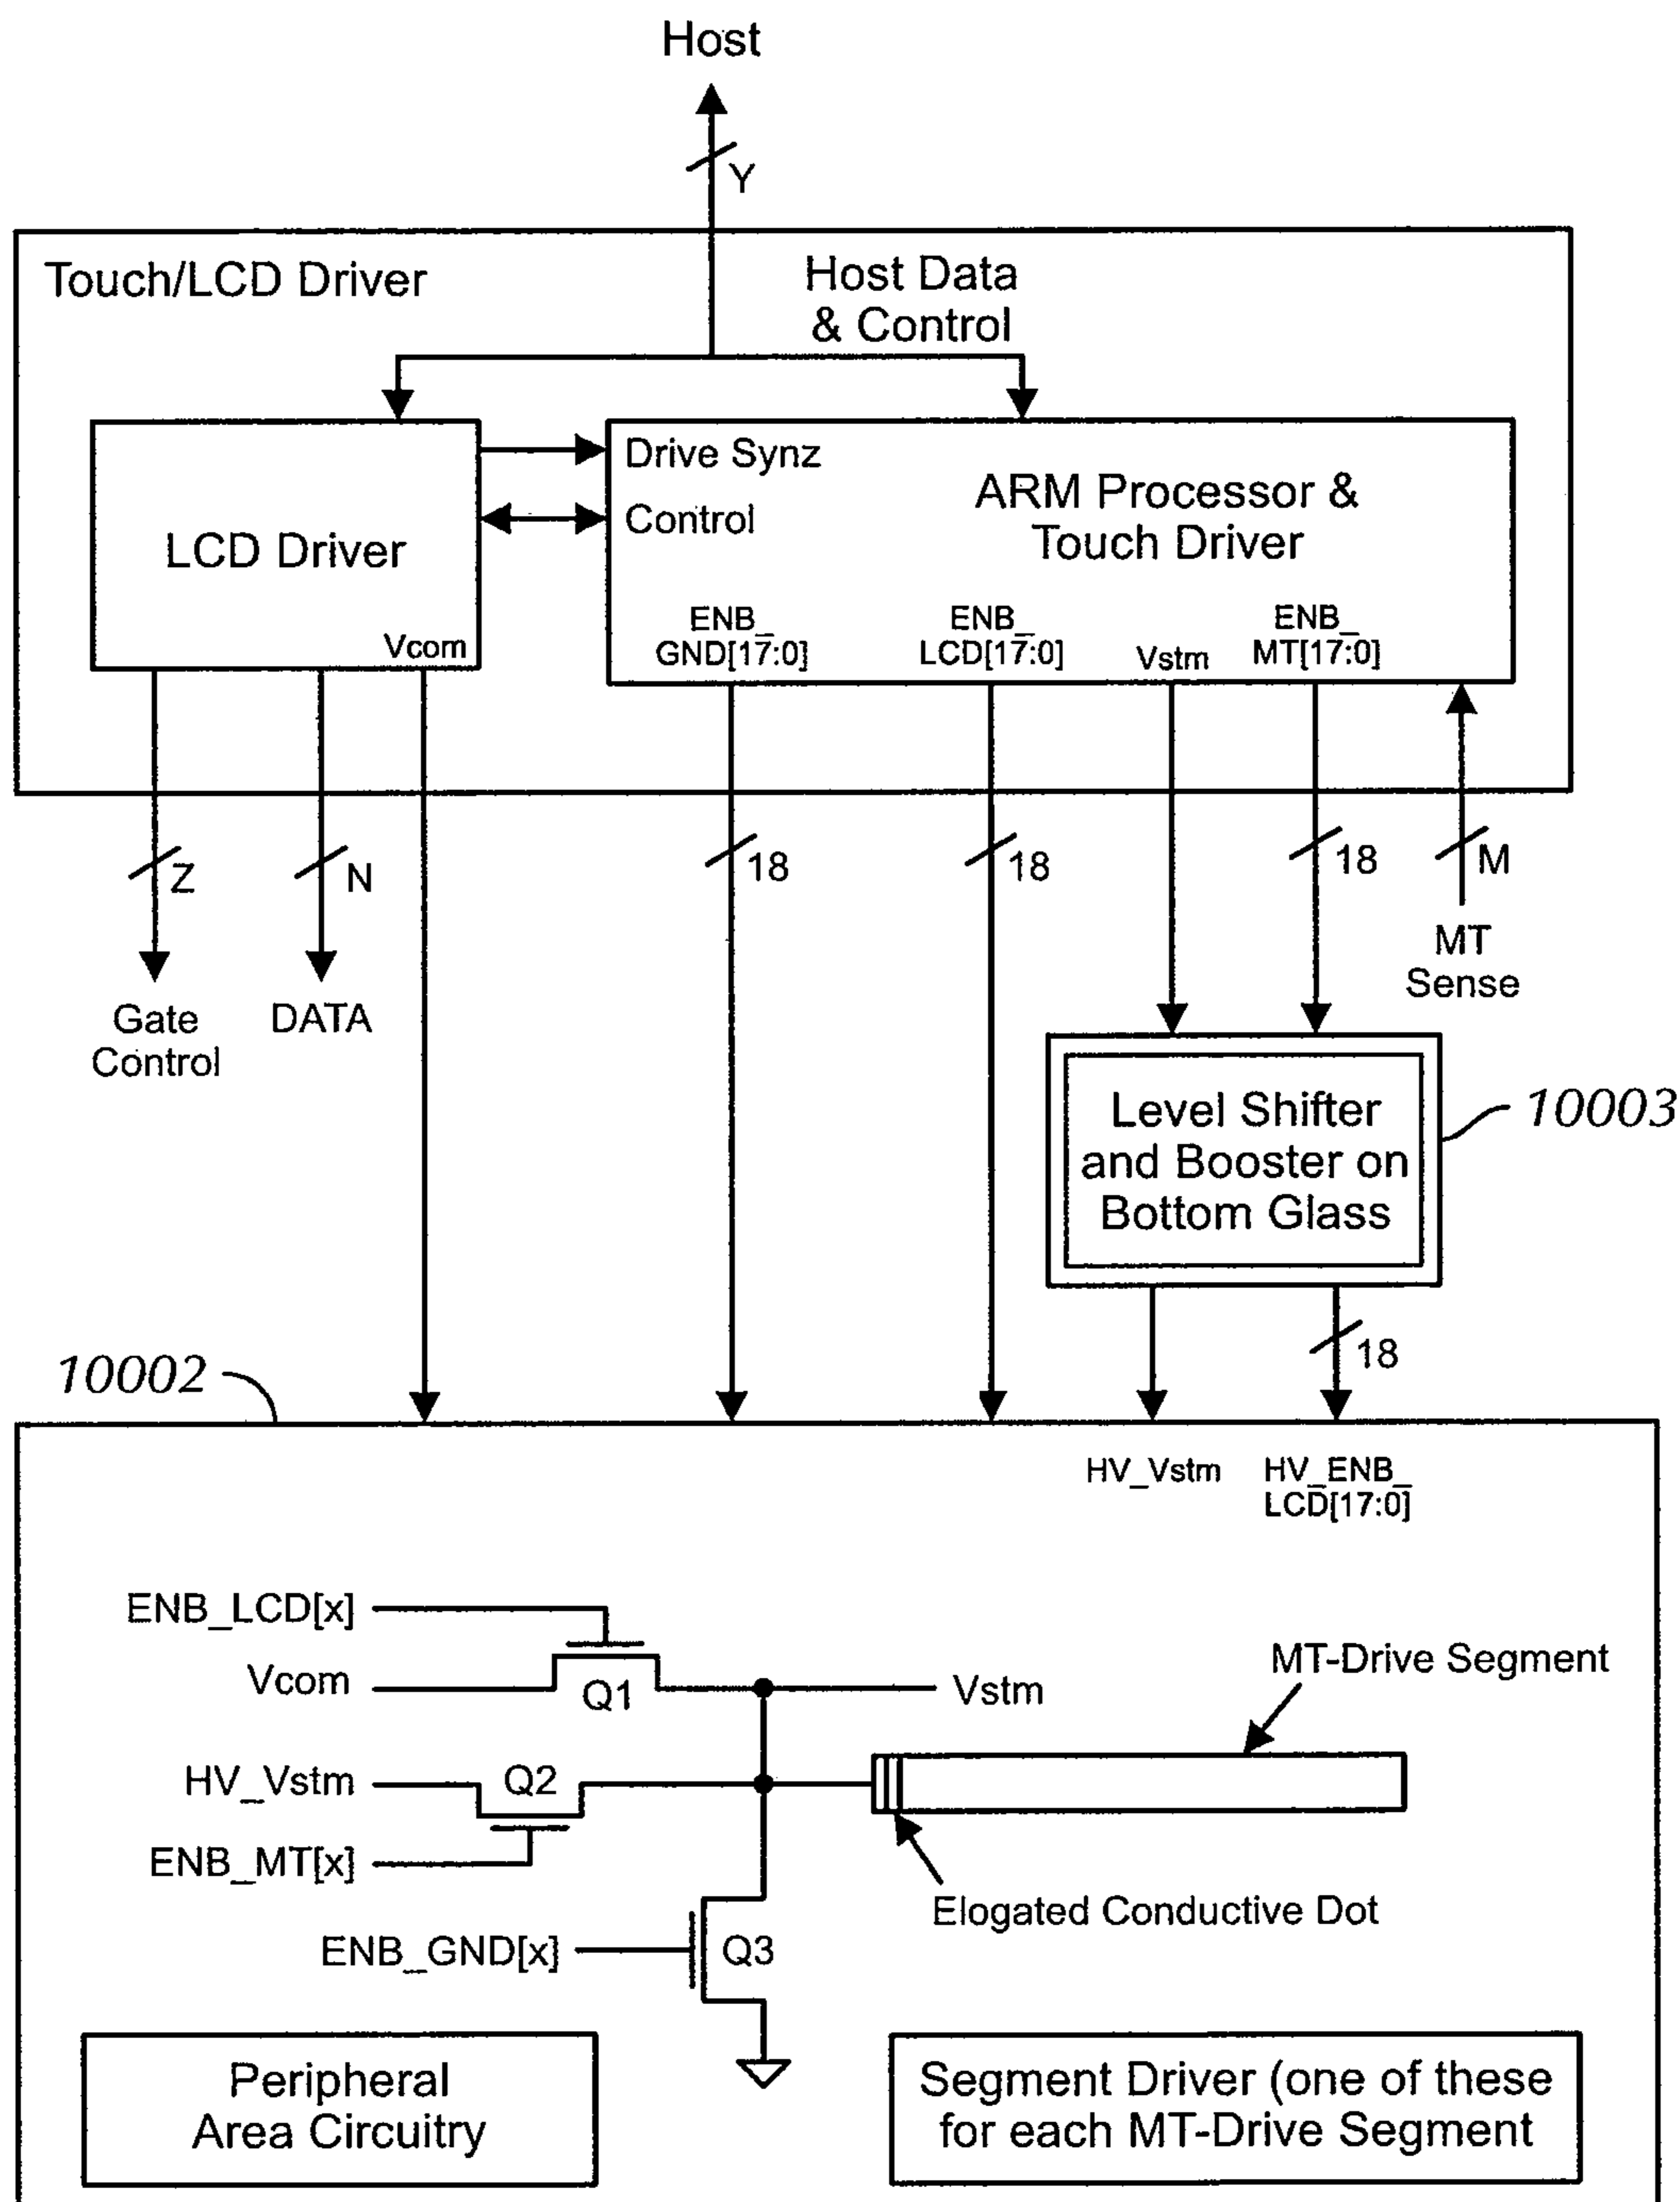 Host
Y
Touch/LCD Driver
Host Data
& Control
LCD Driver
Vcom
Drive Synz
Control
ARM Processor &
Touch Driver
ENB_
GND[17:0]
ENB_
LCD[17:0]
Vstm
ENB_
MT[17:0]
Z
N
18
18
18
M
Gate
Control
DATA
MT
Sense
Level Shifter
and Booster on
Bottom Glass
10003
18
10002
HV_Vstm
HV_ENB_
LCD[17:0]
ENB_LCD[x]
Vcom
Q1
Vstm
MT-Drive Segment
HV_Vstm
Q2
ENB_MT[x]
Elogated Conductive Dot
ENB_GND[x]
Q3
Peripheral
Area Circuitry
Segment Driver (one of these
for each MT-Drive Segment